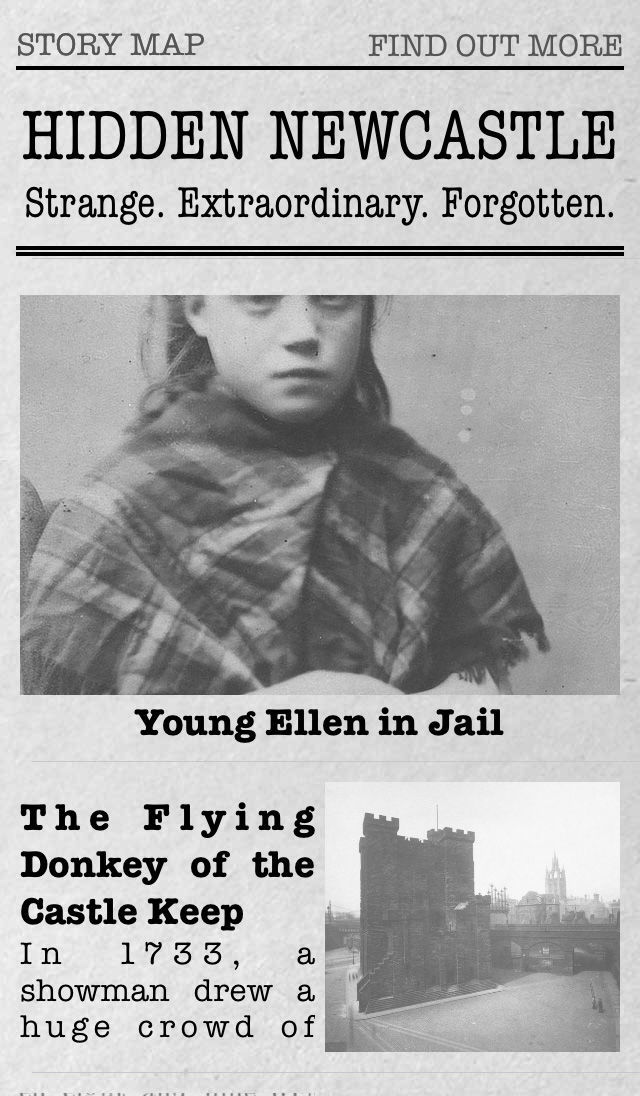 STORY MAP
FIND OUT MORE
HIDDEN NEWCASTLE
Strange. Extraordinary. Forgotten.
Young Ellen in Jail
The Flying
Donkey of the
Castle Keep
In 1733, a
showman drew a
huge crowd of